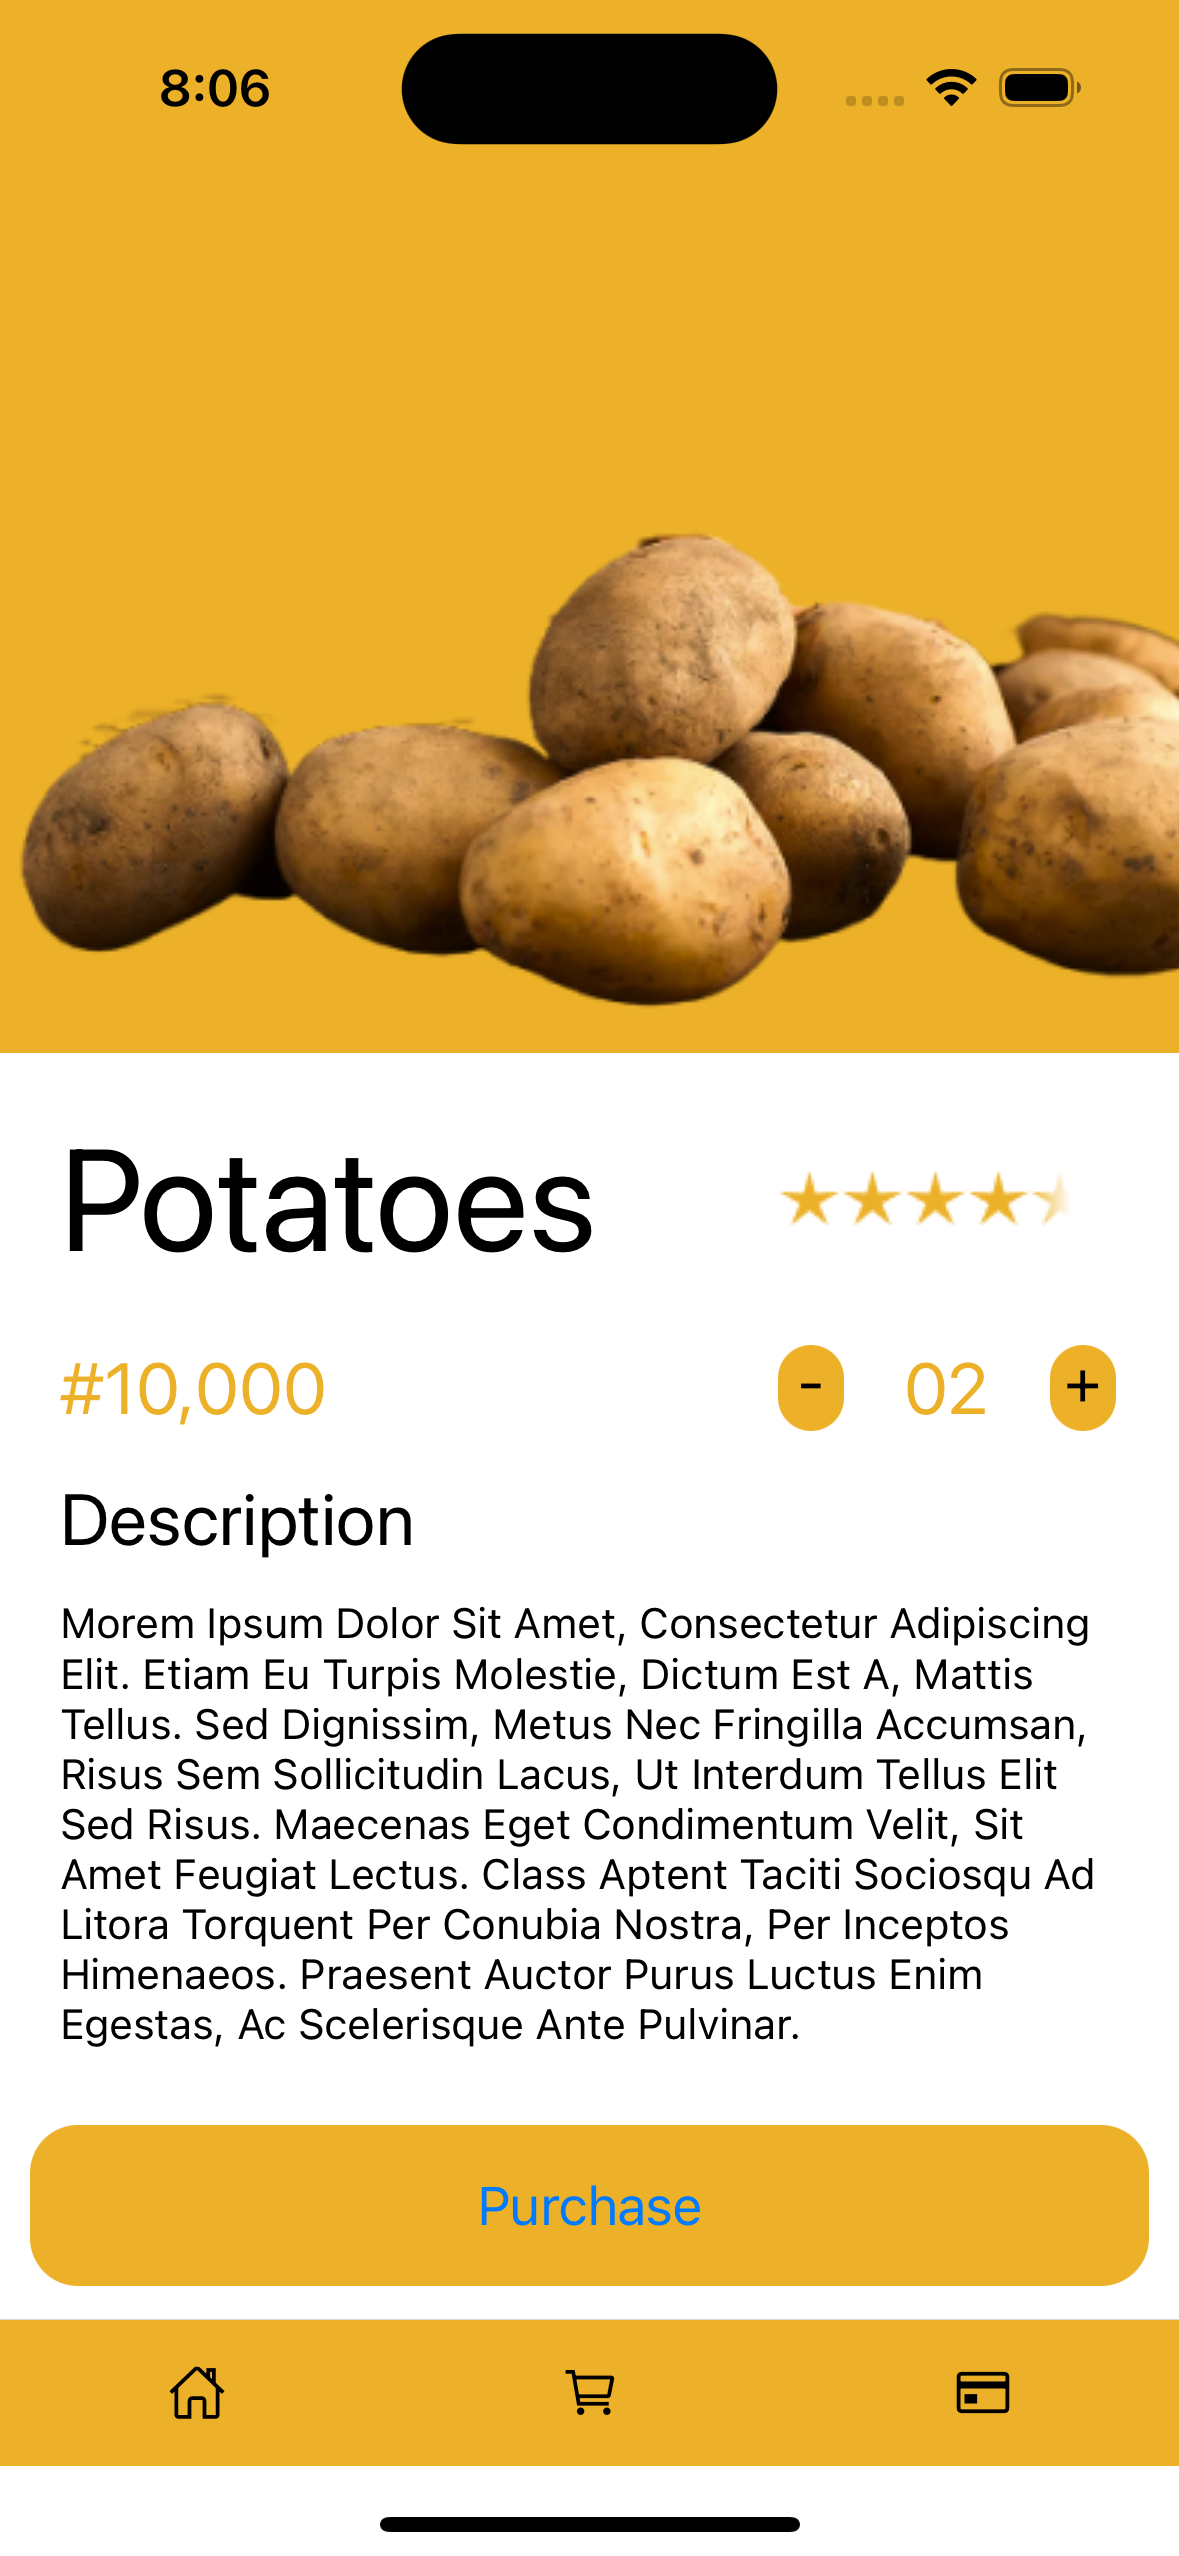 8:06
Potatoes
#10,000
- 02 +
Description
Morem Ipsum Dolor Sit Amet, Consectetur Adipiscing
Elit. Etiam Eu Turpis Molestie, Dictum Est A, Mattis
Tellus. Sed Dignissim, Metus Nec Fringilla Accumsan,
Risus Sem Sollicitudin Lacus, Ut Interdum Tellus Elit
Sed Risus. Maecenas Eget Condimentum Velit, Sit
Amet Feugiat Lectus. Class Aptent Taciti Sociosqu Ad
Litora Torquent Per Conubia Nostra, Per Inceptos
Himenaeos. Praesent Auctor Purus Luctus Enim
Egestas, Ac Scelerisque Ante Pulvinar.
Purchase